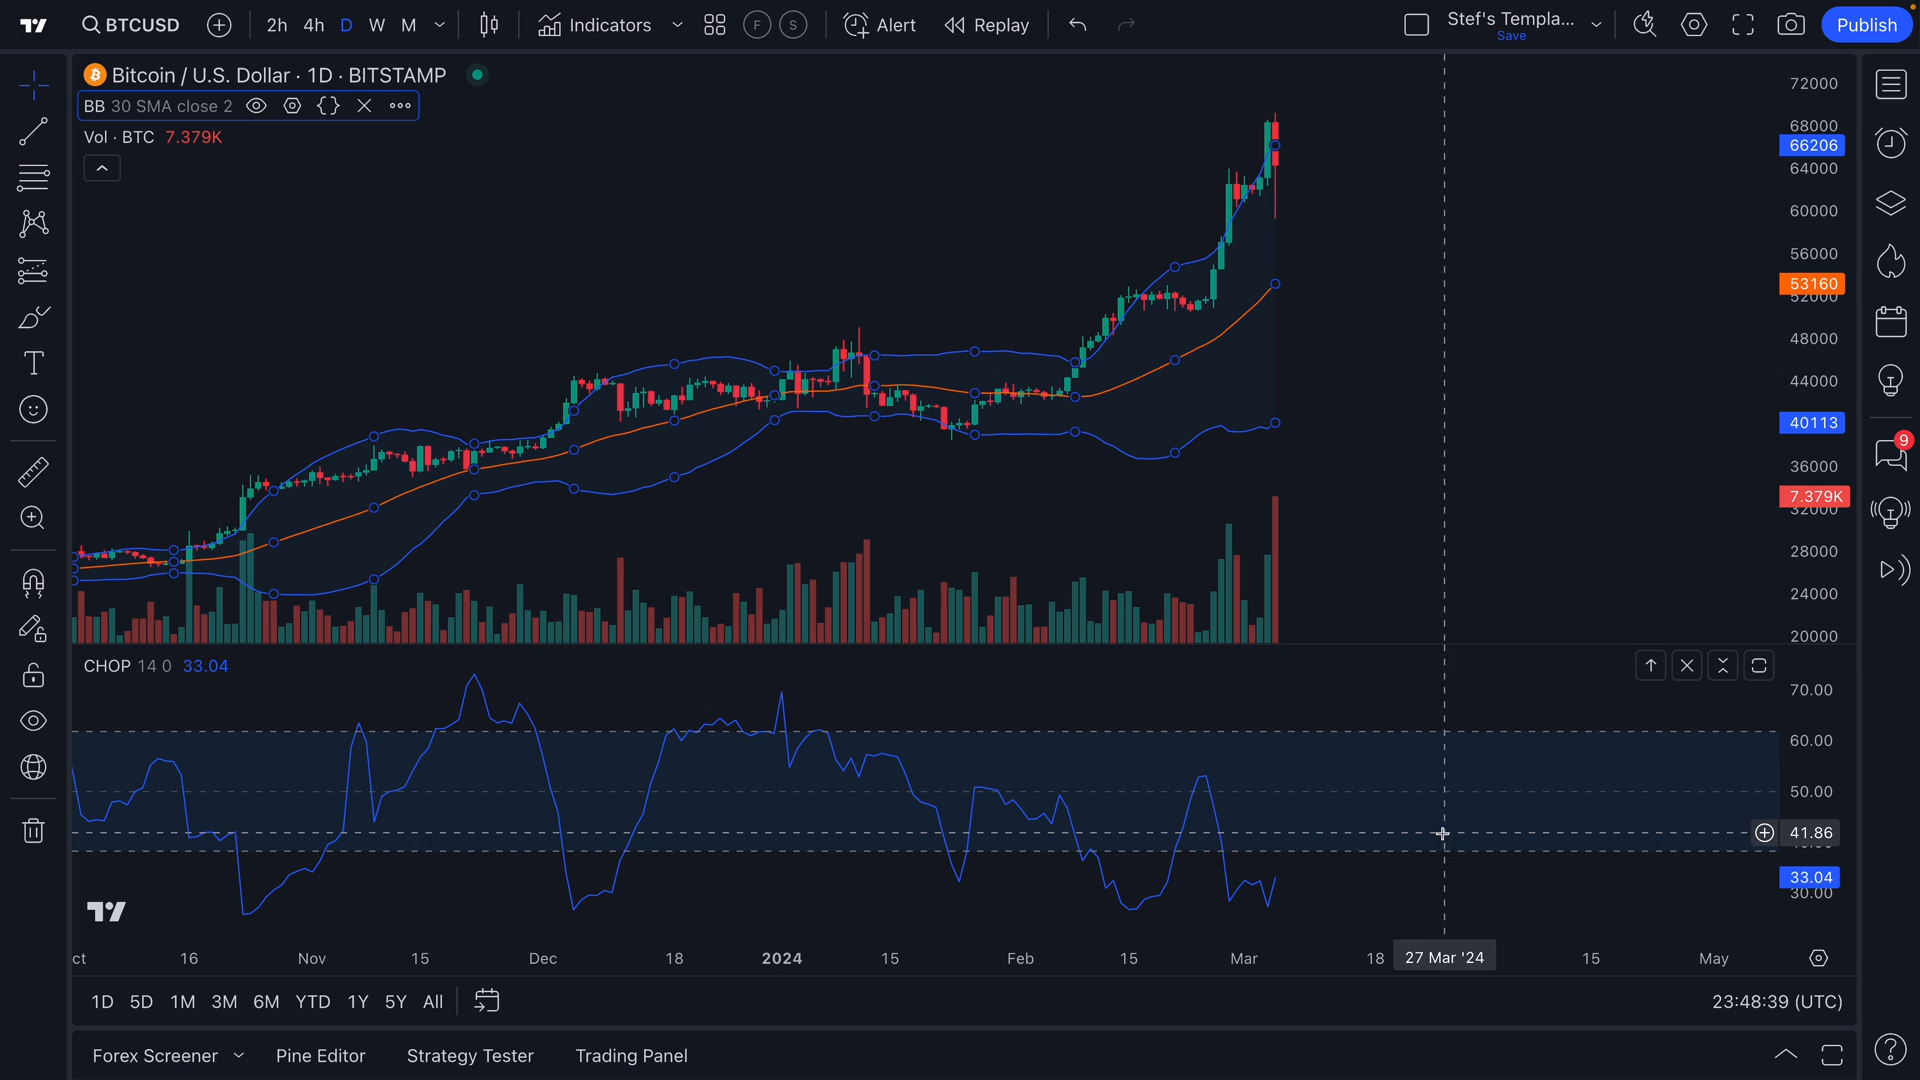 BTCUSD 2h 4h D W M Indicators F S Alert Replay Stef's Templa... Publish
Save
Bitcoin / U.S. Dollar · 1D · BITSTAMP
BB 30 SMA close 2
Vol · BTC 7.379K
72000
68000
66206
64000
60000
56000
53160
52000
48000
44000
40113
36000
7.379K
32000
28000
24000
20000
9
CHOP 14 0 33.04
70.00
60.00
50.00
41.86
33.04
30.00
ct 16 Nov 15 Dec 18 2024 15 Feb 15 Mar 18 27 Mar '24 15 May
1D 5D 1M 3M 6M YTD 1Y 5Y All 23:48:39 (UTC)
Forex Screener Pine Editor Strategy Tester Trading Panel